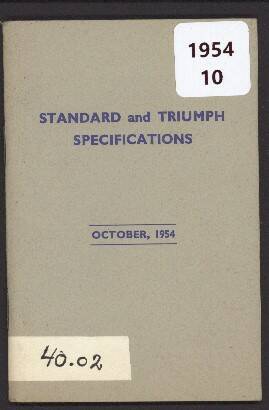 1954
10
STANDARD and TRIUMPH
SPECIFICATIONS
OCTOBER, 1954
40.02